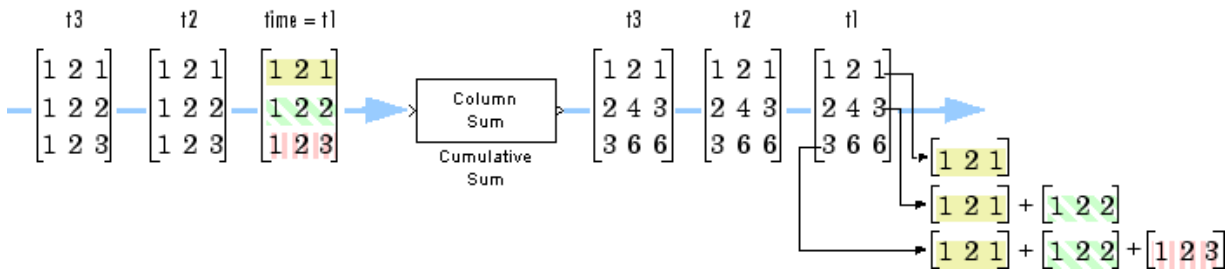 t3 t2 time = t1 t3 t2 t1
1 2 1 1 2 1 1 2 1 1 2 1 1 2 1 1 2 1
1 2 2 1 2 2 1 2 2 Column Sum 2 4 3 2 4 3 2 4 3
1 2 3 1 2 3 1 2 3 3 6 6 3 6 6 3 6 6
Cumulative Sum
[1 2 1]
[1 2 1] + [1 2 2]
[1 2 1] + [1 2 2] + [1 2 3]